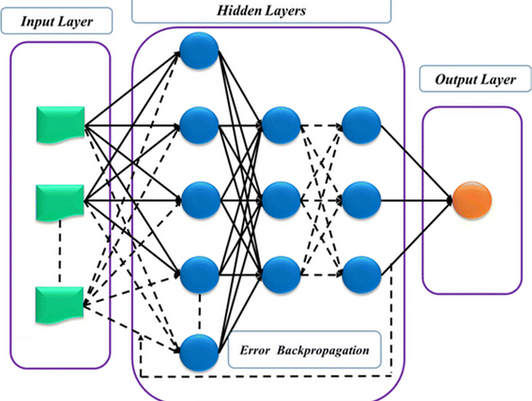 Hidden Layers
Input Layer
Output Layer
Error Backpropagation